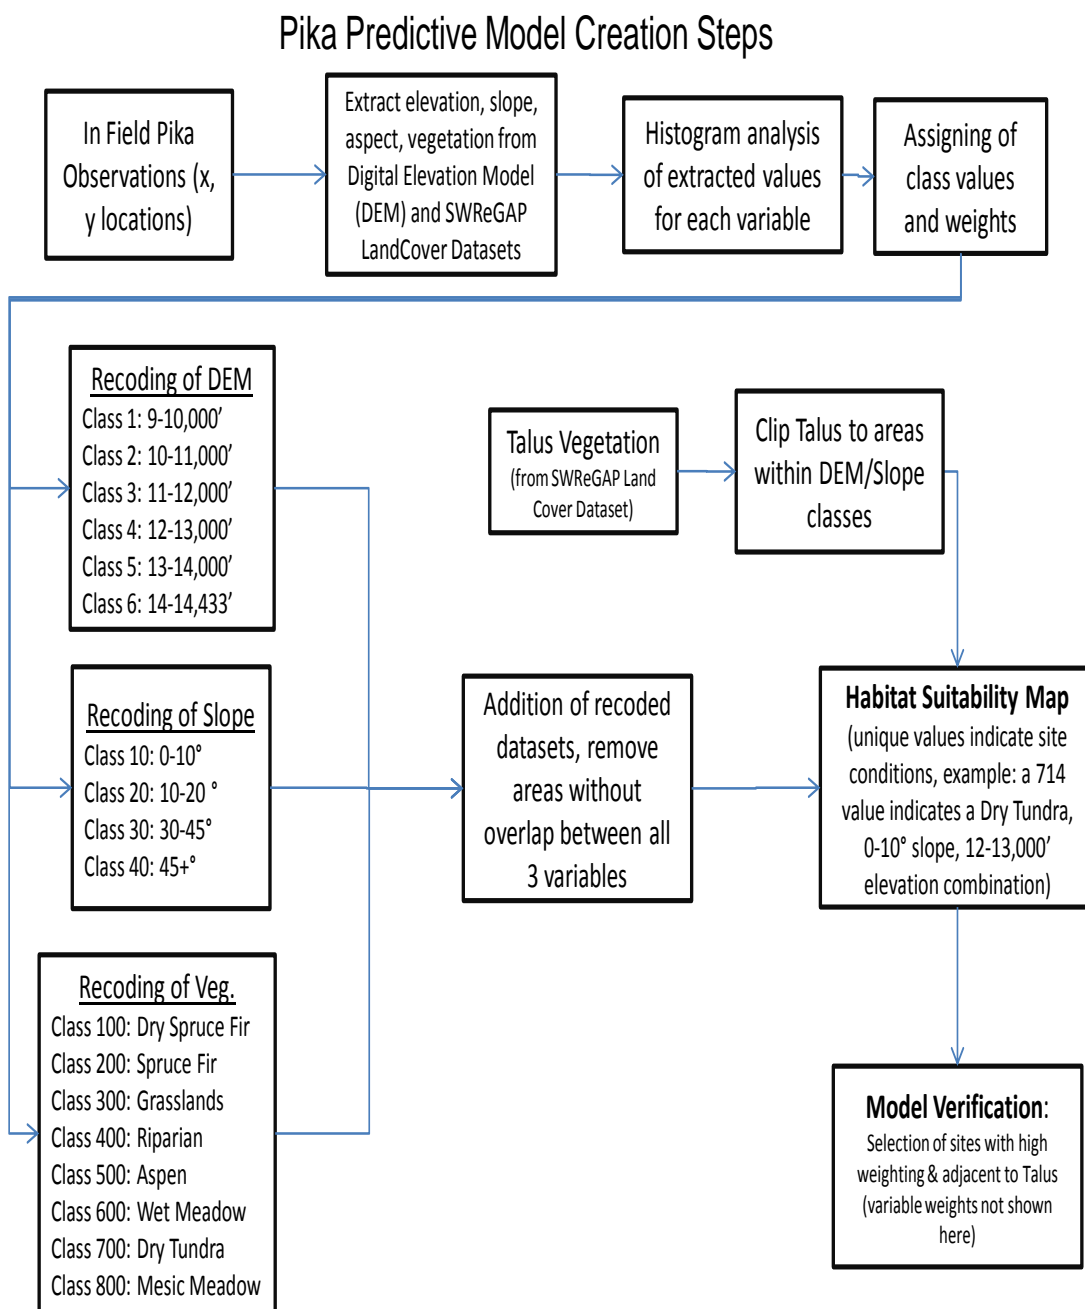 Pika Predictive Model Creation Steps
In Field Pika
Observations (x,
y locations)
Extract elevation, slope,
aspect, vegetation from
Digital Elevation Model
(DEM) and SWReGAP
LandCover Datasets
Histogram analysis
of extracted values
for each variable
Assigning of
class values
and weights
Recoding of DEM
Class 1: 9-10,000’
Class 2: 10-11,000’
Class 3: 11-12,000’
Class 4: 12-13,000’
Class 5: 13-14,000’
Class 6: 14-14,433’
Talus Vegetation
(from SWReGAP Land
Cover Dataset)
Clip Talus to areas
within DEM/Slope
classes
Recoding of Slope
Class 10: 0-10°
Class 20: 10-20 °
Class 30: 30-45°
Class 40: 45+°
Addition of recoded
datasets, remove
areas without
overlap between all
3 variables
Habitat Suitability Map
(unique values indicate site
conditions, example: a 714
value indicates a Dry Tundra,
0-10° slope, 12-13,000’
elevation combination)
Recoding of Veg.
Class 100: Dry Spruce Fir
Class 200: Spruce Fir
Class 300: Grasslands
Class 400: Riparian
Class 500: Aspen
Class 600: Wet Meadow
Class 700: Dry Tundra
Class 800: Mesic Meadow
Model Verification:
Selection of sites with high
weighting & adjacent to Talus
(variable weights not shown
here)